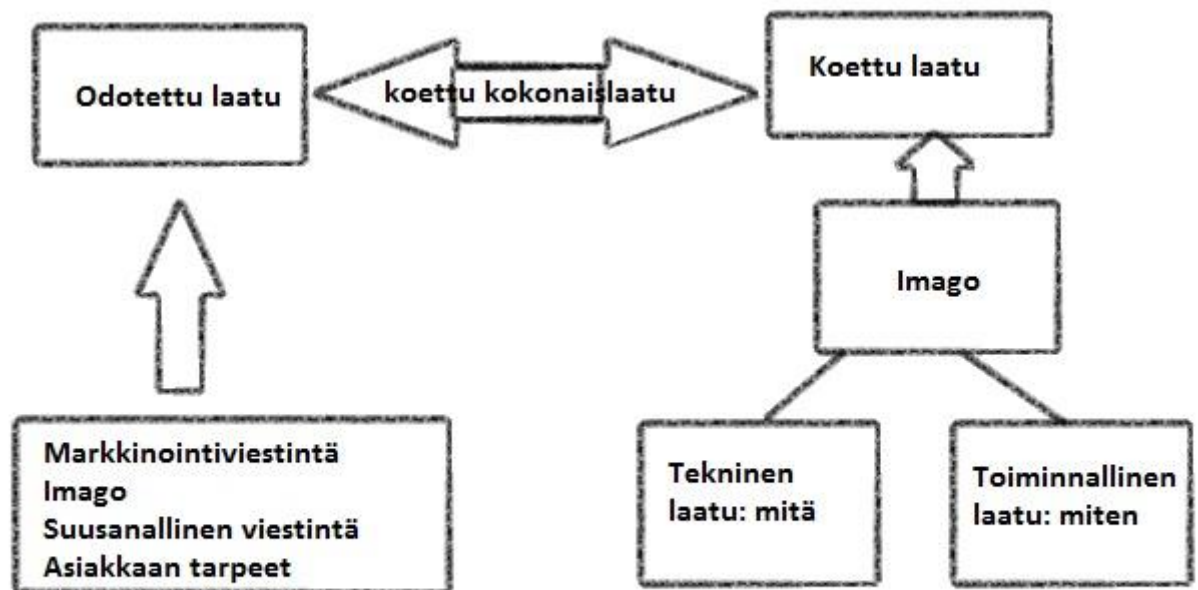 Odotettu laatu
koettu kokonaislaatu
Koettu laatu
Imago
Markkinointiviestintä
Imago
Suusanallinen viestintä
Asiakkaan tarpeet
Tekninen
laatu: mitä
Toiminnallinen
laatu: miten